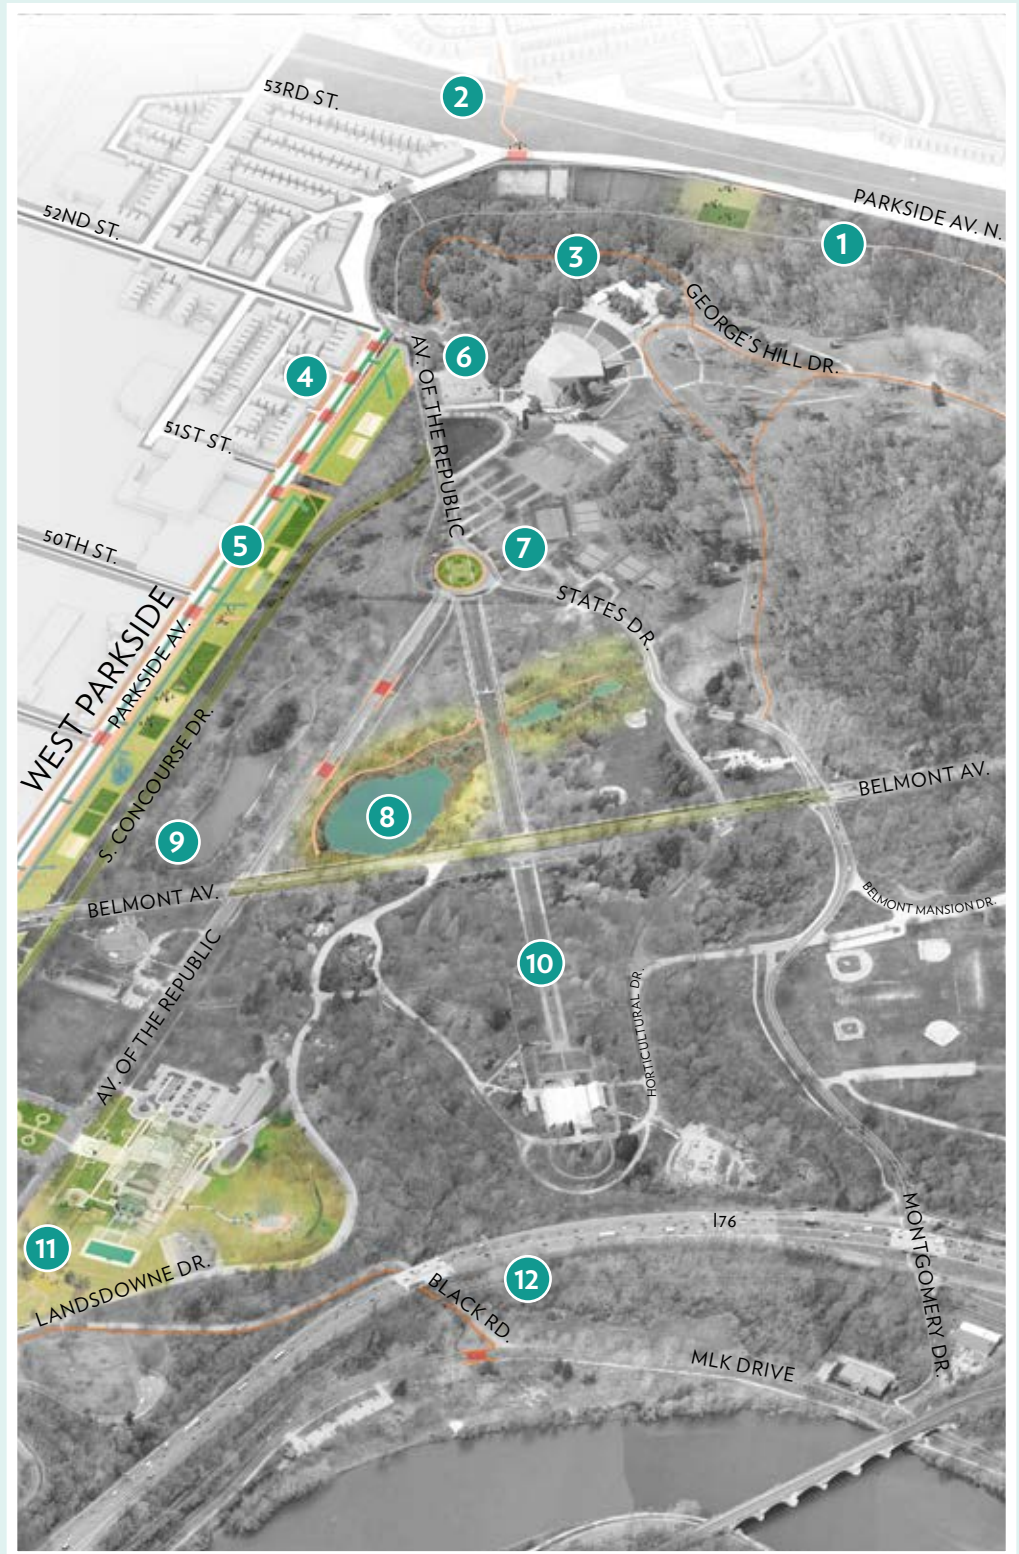 2
53RD ST.
PARKSIDE AV. N.
52ND ST.
1
3
GEORGE'S HILL DR.
6
4
AV. OF THE REPUBLIC
51ST ST.
5
7
50TH ST.
STATES DR.
WEST PARKSIDE
PARKSIDE AV.
S. CONCOURSE DR.
BELMONT AV.
8
9
BELMONT AV.
BELMONT MANSION DR.
10
AV. OF THE REPUBLIC
HORTICULTURAL DR.
I76
MONTGOMERY DR.
11
LANDSDOWNE DR.
12
BLACK RD.
MLK DRIVE